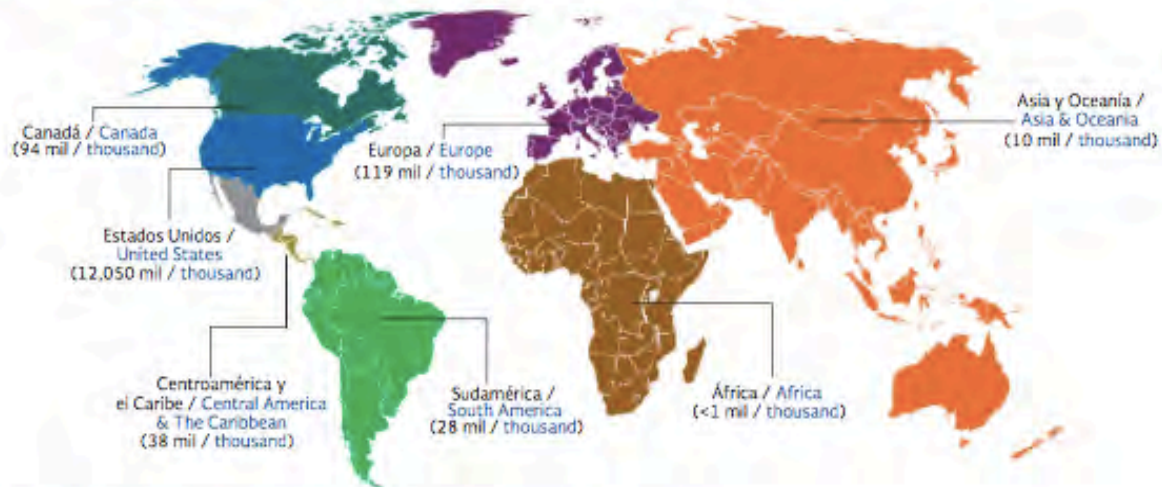 Canadá / Canada
(94 mil / thousand)
Europa / Europe
(119 mil / thousand)
Asia y Oceanía /
Asia & Oceania
(10 mil / thousand)
Estados Unidos /
United States
(12,050 mil / thousand)
Centroamérica y
el Caribe / Central America
& The Caribbean
(38 mil / thousand)
Sudamérica /
South America
(28 mil / thousand)
África / Africa
(<1 mil / thousand)